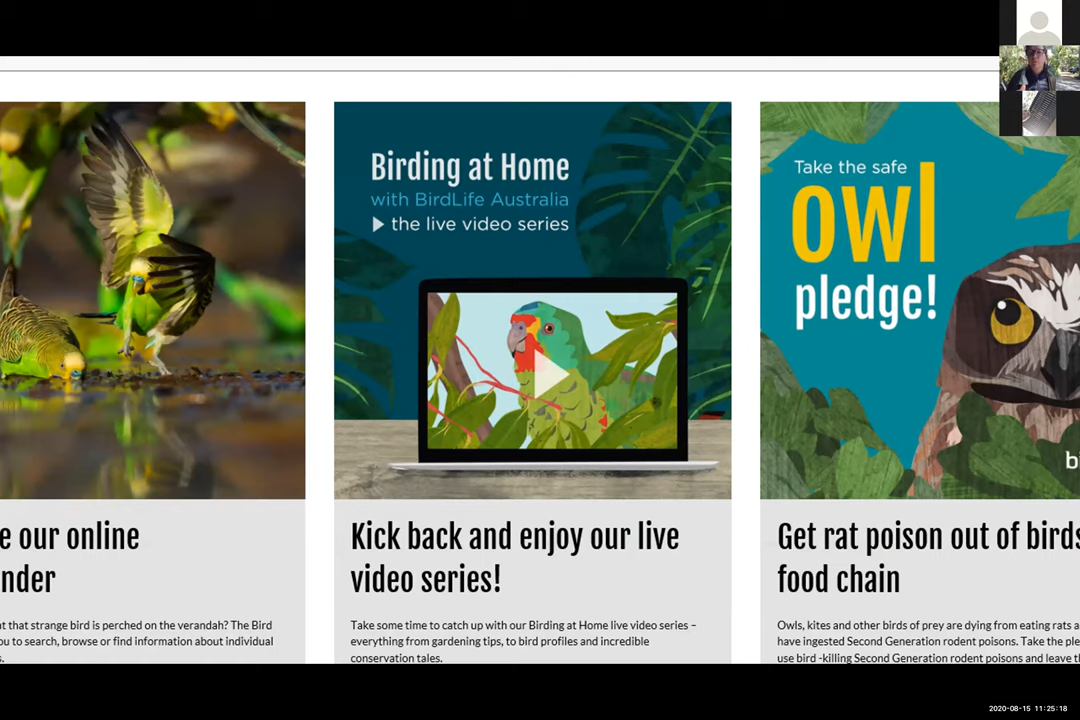 e our online
nder
at that strange bird is perched on the verandah? The Bird
ou to search, browse or find information about individual
s.
Birding at Home
with BirdLife Australia
the live video series
Kick back and enjoy our live
video series!
Take some time to catch up with our Birding at Home live video series –
everything from gardening tips, to bird profiles and incredible
conservation tales.
Take the safe
owl
pledge!
bi
Get rat poison out of birds
food chain
Owls, kites and other birds of prey are dying from eating rats a
have ingested Second Generation rodent poisons. Take the ple
use bird -killing Second Generation rodent poisons and leave th
2020-08-15 11:25:18